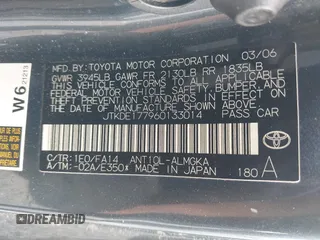 MFD. BY: TOYOTA MOTOR CORPORATION 03/06
GVWR 3945LB GAWR FR 2130LB RR 1835LB
THIS VEHICLE CONFORMS TO ALL APPLICABLE
FEDERAL MOTOR VEHICLE SAFETY, BUMPER, AND
THEFT PREVENTION STANDARDS IN EFFECT ON THE
DATE OF MANUFACTURE SHOWN ABOVE.
JTKDE177960133014 PASS CAR
C/TR: 1E0/FA14 ANT10L-ALMGKA
A/TM: -02A/E350 MADE IN JAPAN
180 A
W6
DREAMBID